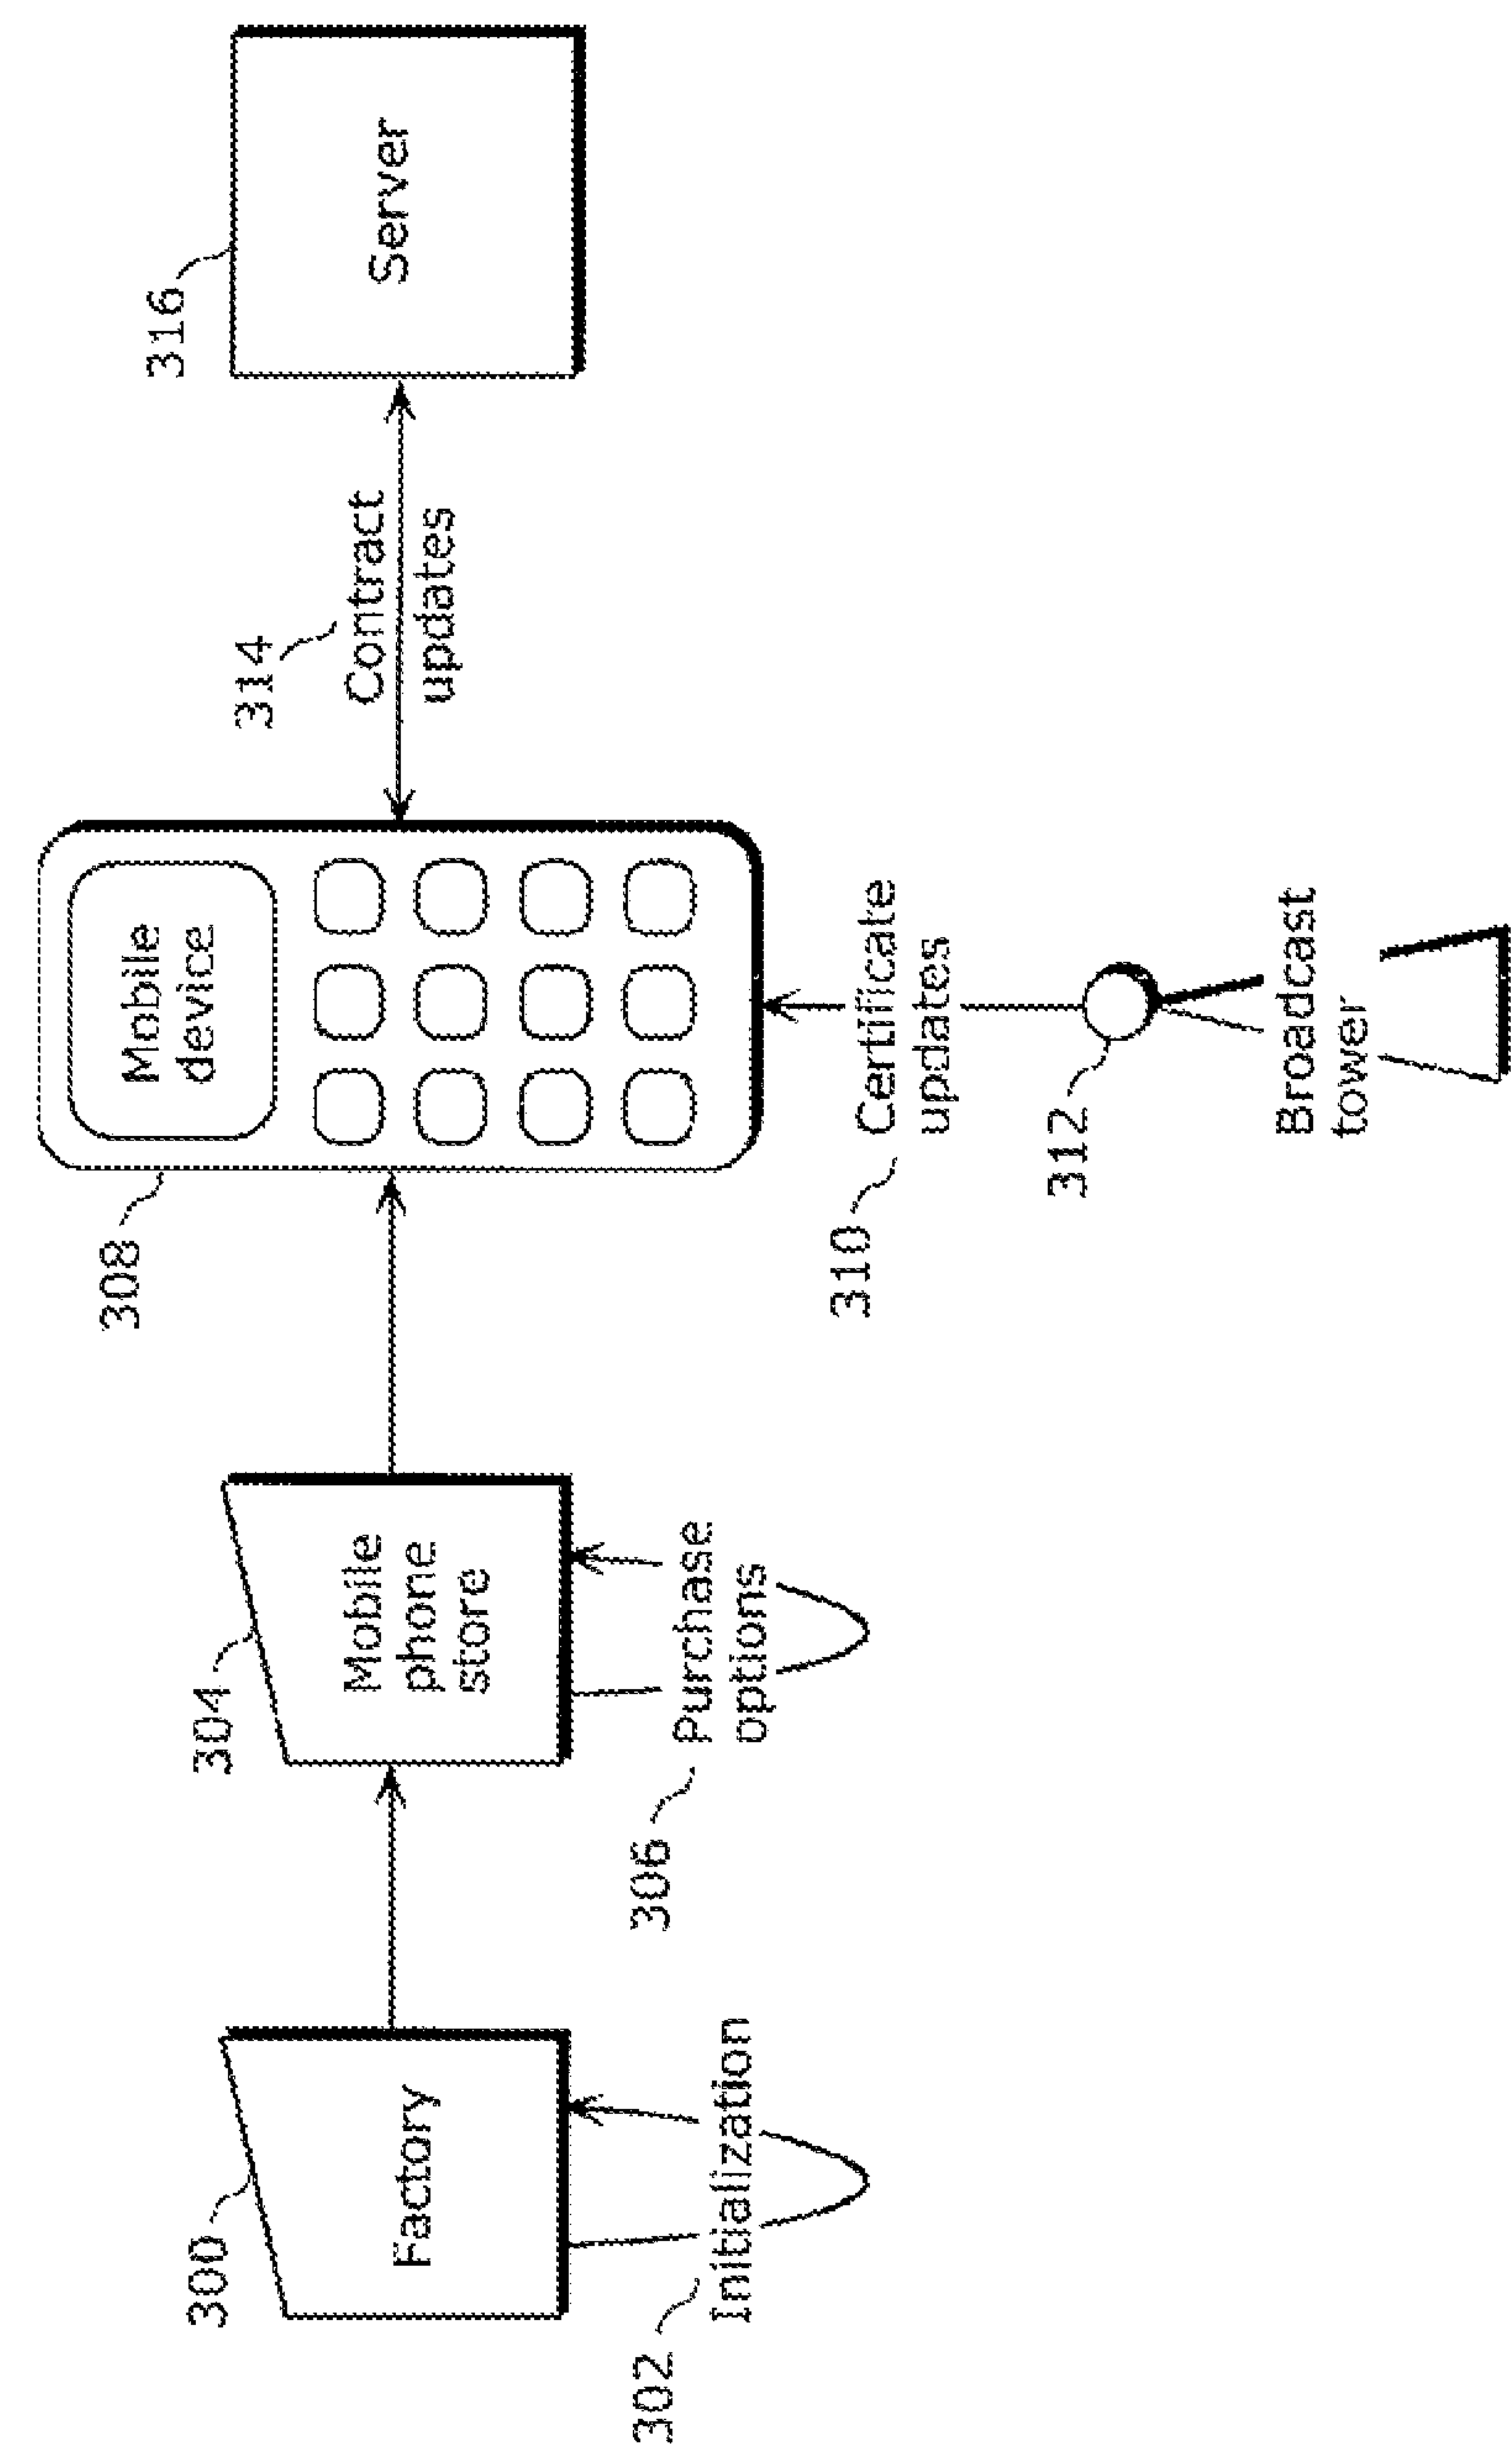 300
Factory
302
Initialization
304
Mobile
phone
store
306
Purchase
options
308
Mobile
device
310
Certificate
updates
312
Broadcast
tower
314
Contract
updates
316
Server